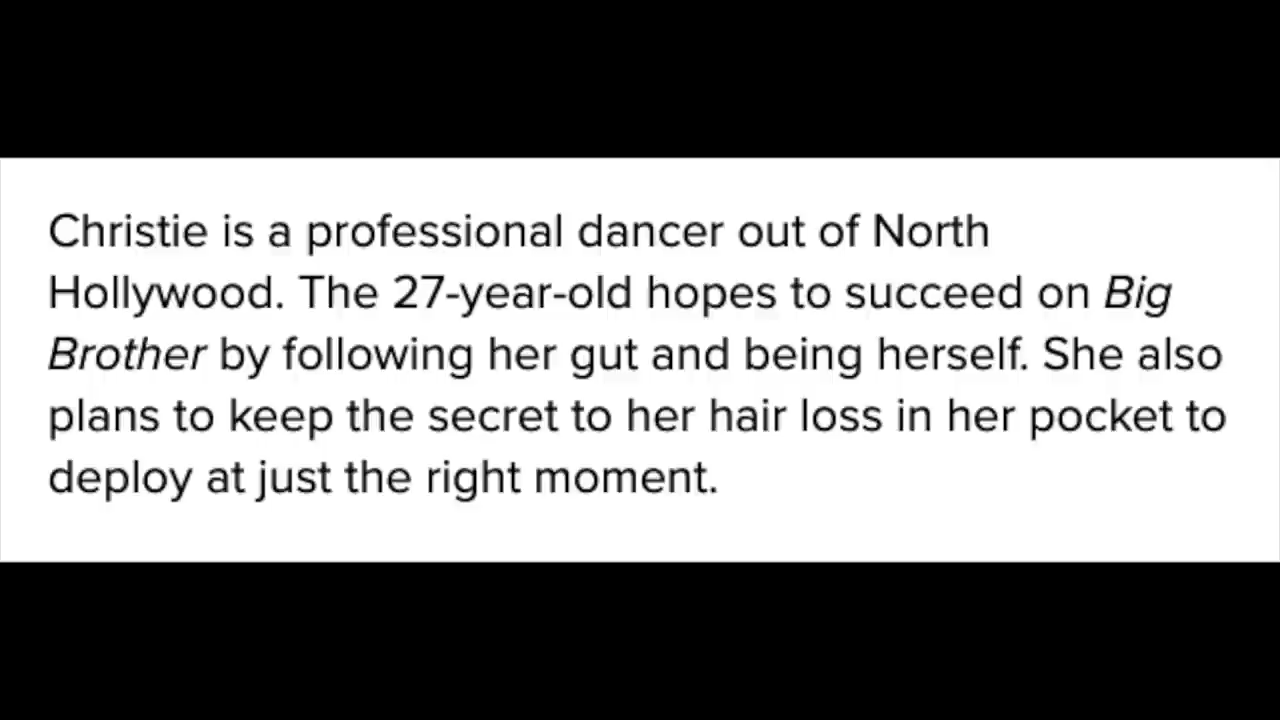 Christie is a professional dancer out of North
Hollywood. The 27-year-old hopes to succeed on Big
Brother by following her gut and being herself. She also
plans to keep the secret to her hair loss in her pocket to
deploy at just the right moment.